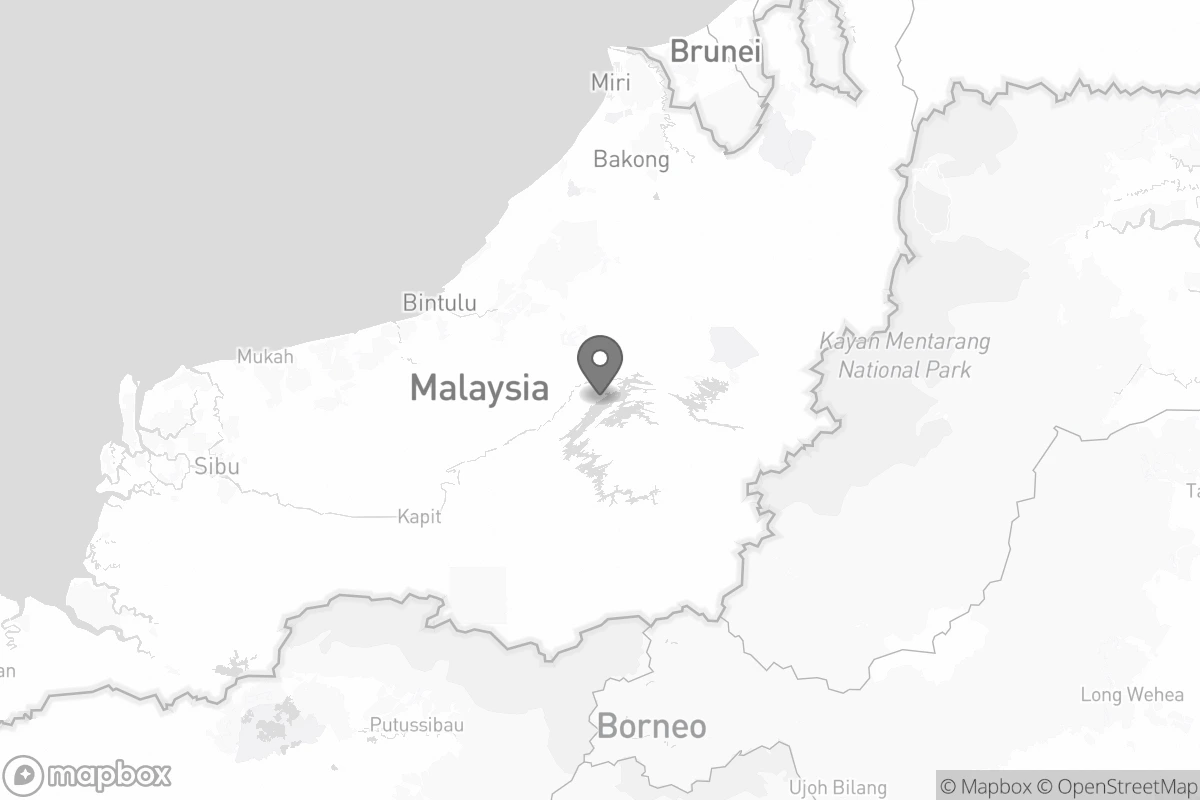 Brunei
Miri
Bakong
Bintulu
Kayan Mentarang
National Park
Mukah
Malaysia
Sibu
Ta
Kapit
an
Long Wehea
Putussibau
Borneo
Ujoh Bilang
mapbox
© Mapbox © OpenStreetMap